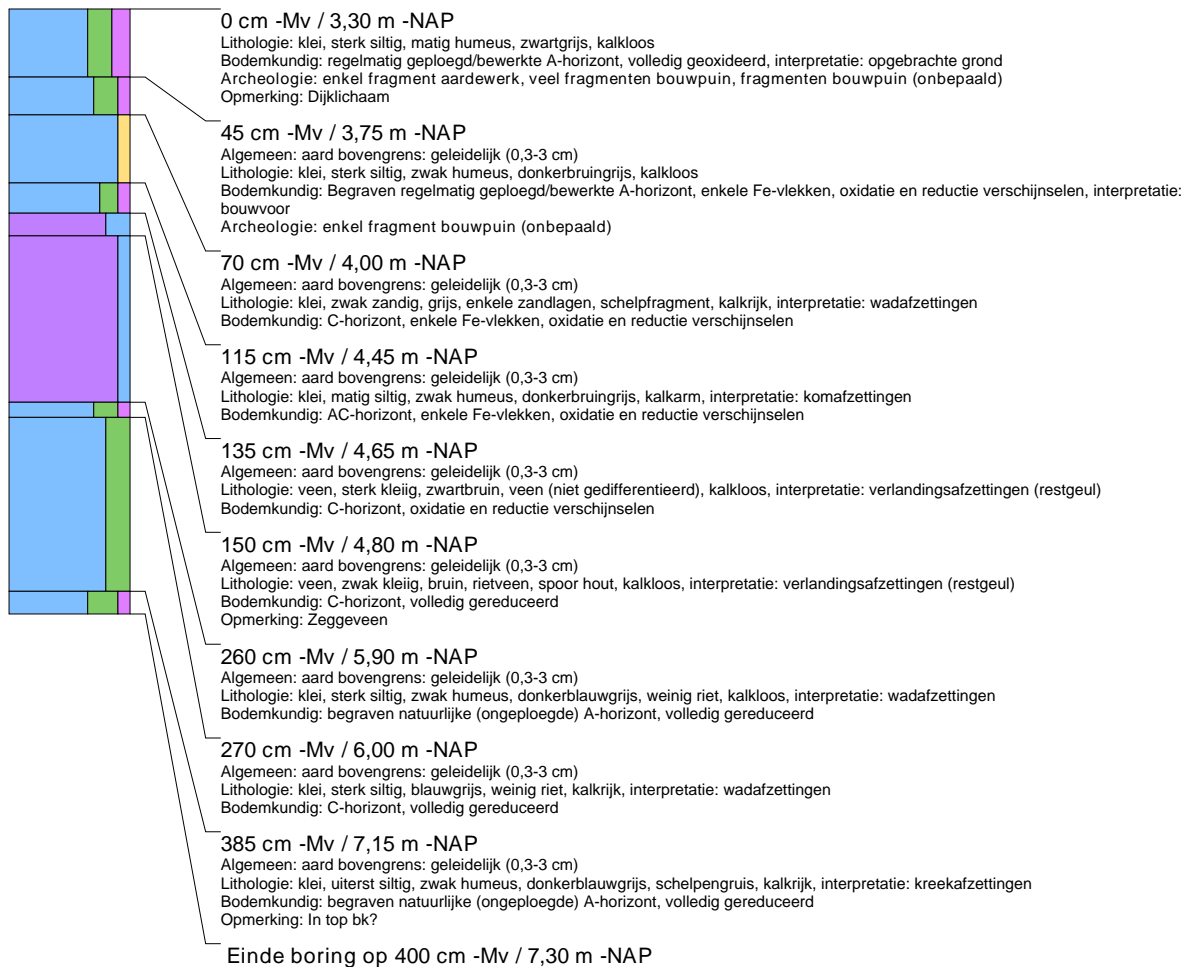 0 cm -Mv / 3,30 m -NAP
Lithologie: klei, sterk siltig, matig humeus, zwartgrijs, kalkloos
Bodemkundig: regelmatig geploegd/bewerkte A-horizont, volledig geoxideerd, interpretatie: opgebrachte grond
Archeologie: enkel fragment aardewerk, veel fragmenten bouwpuin, fragmenten bouwpuin (onbepaald)
Opmerking: Dijklichaam
45 cm -Mv / 3,75 m -NAP
Algemeen: aard bovengrens: geleidelijk (0,3-3 cm)
Lithologie: klei, sterk siltig, zwak humeus, donkerbruingrijs, kalkloos
Bodemkundig: Begraven regelmatig geploegd/bewerkte A-horizont, enkele Fe-vlekken, oxidatie en reductie verschijnselen, interpretatie:
bouwvoor
Archeologie: enkel fragment bouwpuin (onbepaald)
70 cm -Mv / 4,00 m -NAP
Algemeen: aard bovengrens: geleidelijk (0,3-3 cm)
Lithologie: klei, zwak zandig, grijs, enkele zandlagen, schelpfragment, kalkrijk, interpretatie: wadafzettingen
Bodemkundig: C-horizont, enkele Fe-vlekken, oxidatie en reductie verschijnselen
115 cm -Mv / 4,45 m -NAP
Algemeen: aard bovengrens: geleidelijk (0,3-3 cm)
Lithologie: klei, matig siltig, zwak humeus, donkerbruingrijs, kalkarm, interpretatie: komafzettingen
Bodemkundig: AC-horizont, enkele Fe-vlekken, oxidatie en reductie verschijnselen
135 cm -Mv / 4,65 m -NAP
Algemeen: aard bovengrens: geleidelijk (0,3-3 cm)
Lithologie: veen, sterk kleiig, zwartbruin, veen (niet gedifferentieerd), kalkloos, interpretatie: verlandingsafzettingen (restgeul)
Bodemkundig: C-horizont, oxidatie en reductie verschijnselen
150 cm -Mv / 4,80 m -NAP
Algemeen: aard bovengrens: geleidelijk (0,3-3 cm)
Lithologie: veen, zwak kleiig, bruin, rietveen, spoor hout, kalkloos, interpretatie: verlandingsafzettingen (restgeul)
Bodemkundig: C-horizont, volledig gereduceerd
Opmerking: Zeggeveen
260 cm -Mv / 5,90 m -NAP
Algemeen: aard bovengrens: geleidelijk (0,3-3 cm)
Lithologie: klei, sterk siltig, zwak humeus, donkerblauwgrijs, weinig riet, kalkloos, interpretatie: wadafzettingen
Bodemkundig: begraven natuurlijke (ongeploegde) A-horizont, volledig gereduceerd
270 cm -Mv / 6,00 m -NAP
Algemeen: aard bovengrens: geleidelijk (0,3-3 cm)
Lithologie: klei, sterk siltig, blauwgrijs, weinig riet, kalkrijk, interpretatie: wadafzettingen
Bodemkundig: C-horizont, volledig gereduceerd
385 cm -Mv / 7,15 m -NAP
Algemeen: aard bovengrens: geleidelijk (0,3-3 cm)
Lithologie: klei, uiterst siltig, zwak humeus, donkerblauwgrijs, schelpengruis, kalkrijk, interpretatie: kreekafzettingen
Bodemkundig: begraven natuurlijke (ongeploegde) A-horizont, volledig gereduceerd
Opmerking: In top bk?
Einde boring op 400 cm -Mv / 7,30 m -NAP